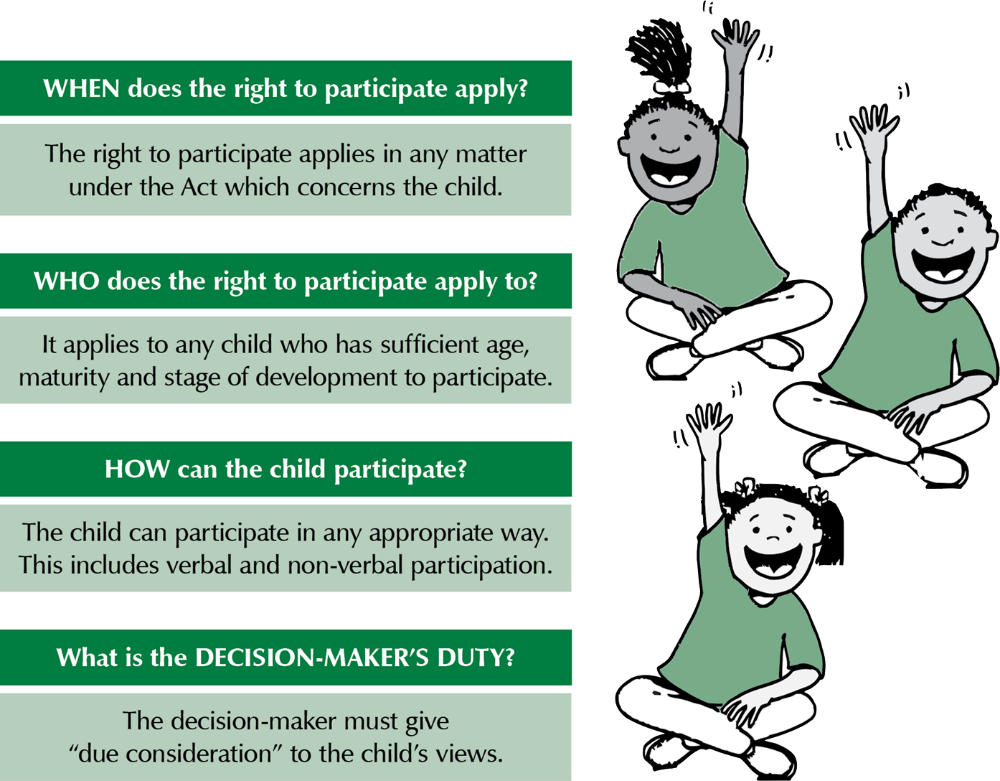 WHEN does the right to participate apply?
The right to participate applies in any matter
under the Act which concerns the child.
WHO does the right to participate apply to?
It applies to any child who has sufficient age,
maturity and stage of development to participate.
HOW can the child participate?
The child can participate in any appropriate way.
This includes verbal and non-verbal participation.
What is the DECISION-MAKER’S DUTY?
The decision-maker must give
“due consideration” to the child’s views.